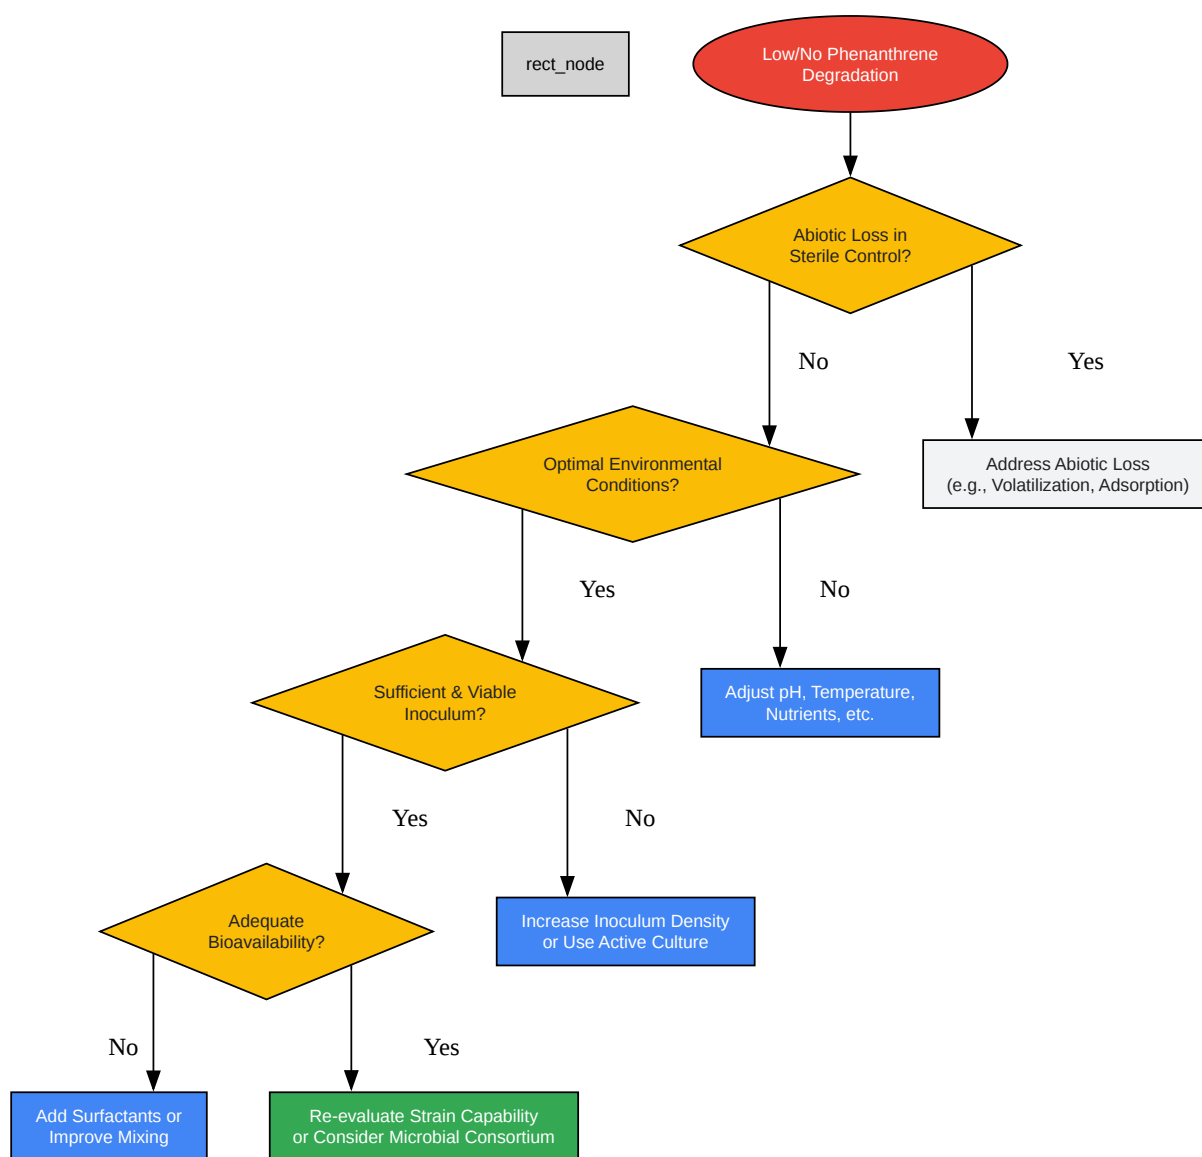 rect_node
Low/No Phenanthrene
Degradation
Abiotic Loss in
Sterile Control?
No
Yes
Optimal Environmental
Conditions?
Address Abiotic Loss
(e.g., Volatilization, Adsorption)
Yes
No
Sufficient & Viable
Inoculum?
Adjust pH, Temperature,
Nutrients, etc.
Yes
No
Adequate
Bioavailability?
Increase Inoculum Density
or Use Active Culture
No
Yes
Add Surfactants or
Improve Mixing
Re-evaluate Strain Capability
or Consider Microbial Consortium